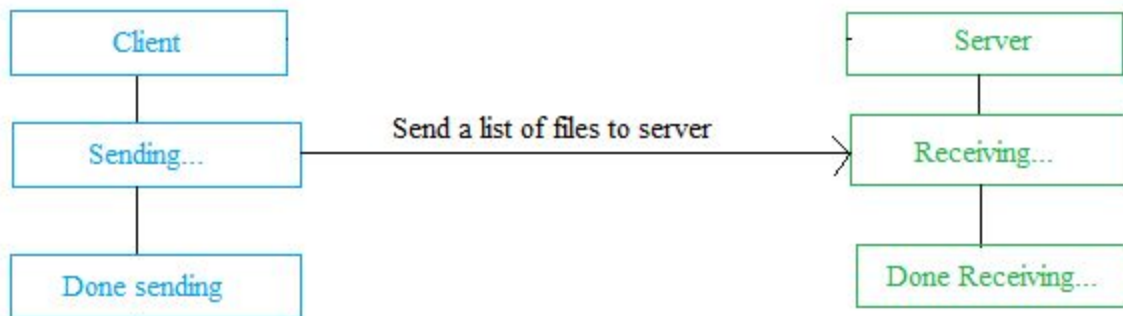 Client
Server
Send a list of files to server
Sending...
Receiving...
Done sending
Done Receiving...